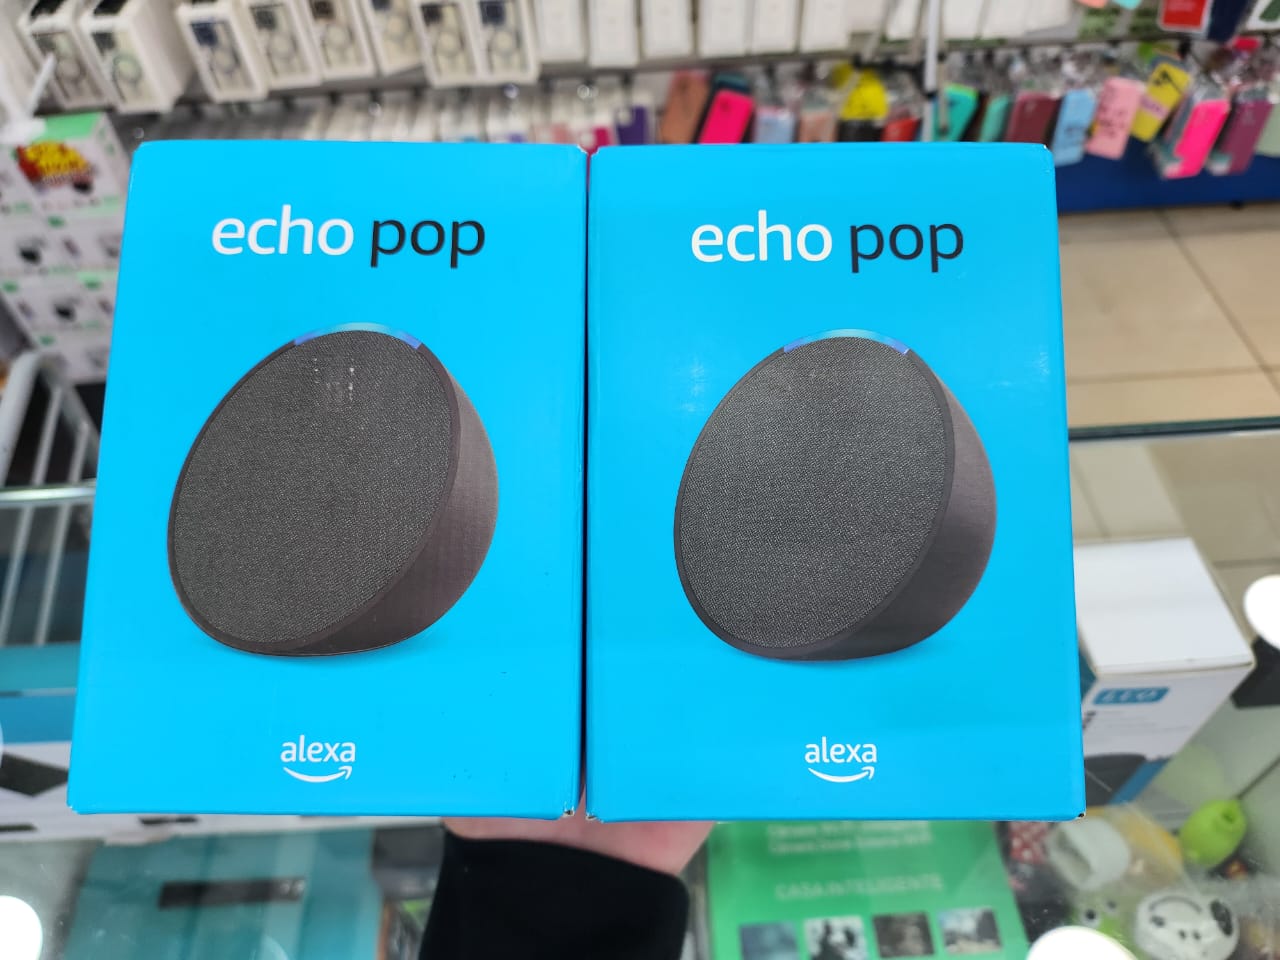 echo pop
alexa
echo pop
alexa
CASA INTELIGENTE